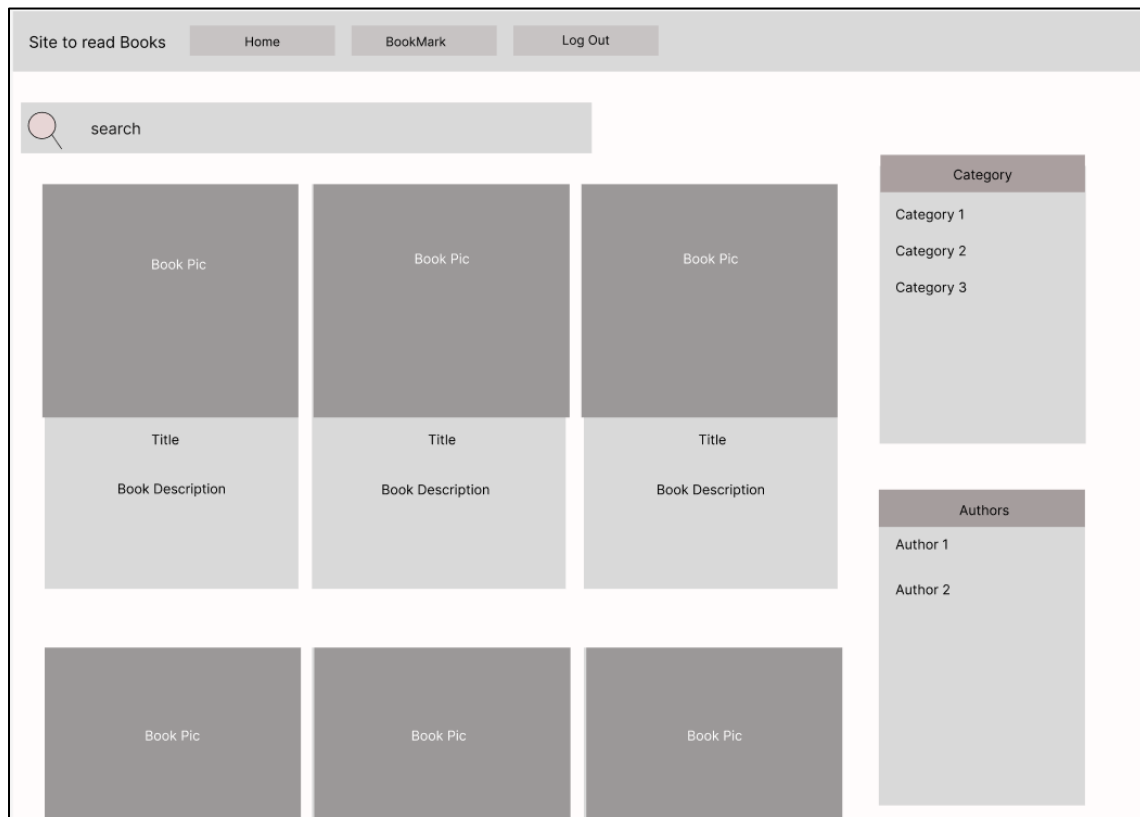 Site to read Books Home BookMark Log Out
search
Book Pic Book Pic Book Pic
Title Title Title
Book Description Book Description Book Description
Book Pic Book Pic Book Pic
Category
Category 1
Category 2
Category 3
Authors
Author 1
Author 2